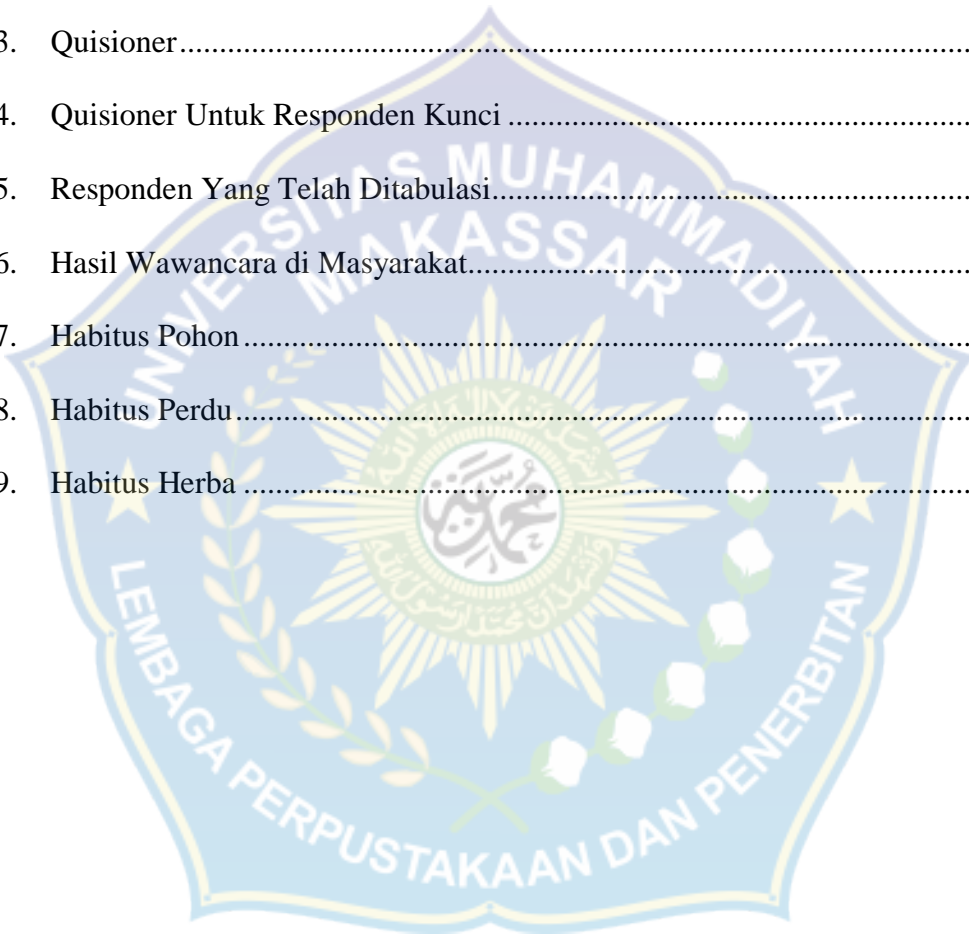 3. Quisioner................................................................................
4. Quisioner Untuk Responden Kunci................................................................................
5. Responden Yang Telah Ditabulasi................................................................................
6. Hasil Wawancara di Masyarakat................................................................................
7. Habitus Pohon................................................................................
8. Habitus Perdu................................................................................
9. Habitus Herba................................................................................
UNIVERSITAS MUHAMMADIYAH
MAKASSAR
LEMBAGA PERPUSTAKAAN DAN PENERBITAN